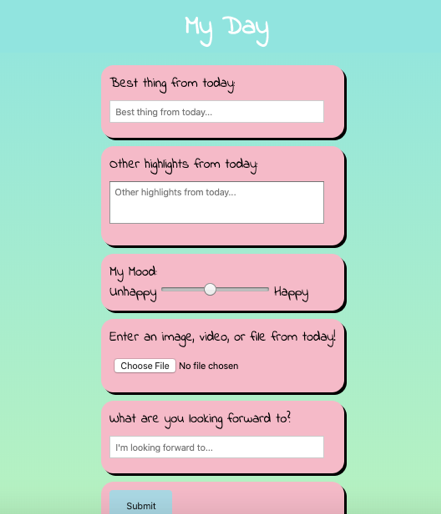 My Day
Best thing from today:
Best thing from today...
Other highlights from today:
Other highlights from today...
My Mood:
Unhappy Happy
Enter an image, video, or file from today!
Choose File No file chosen
What are you looking forward to?
I'm looking forward to...
Submit